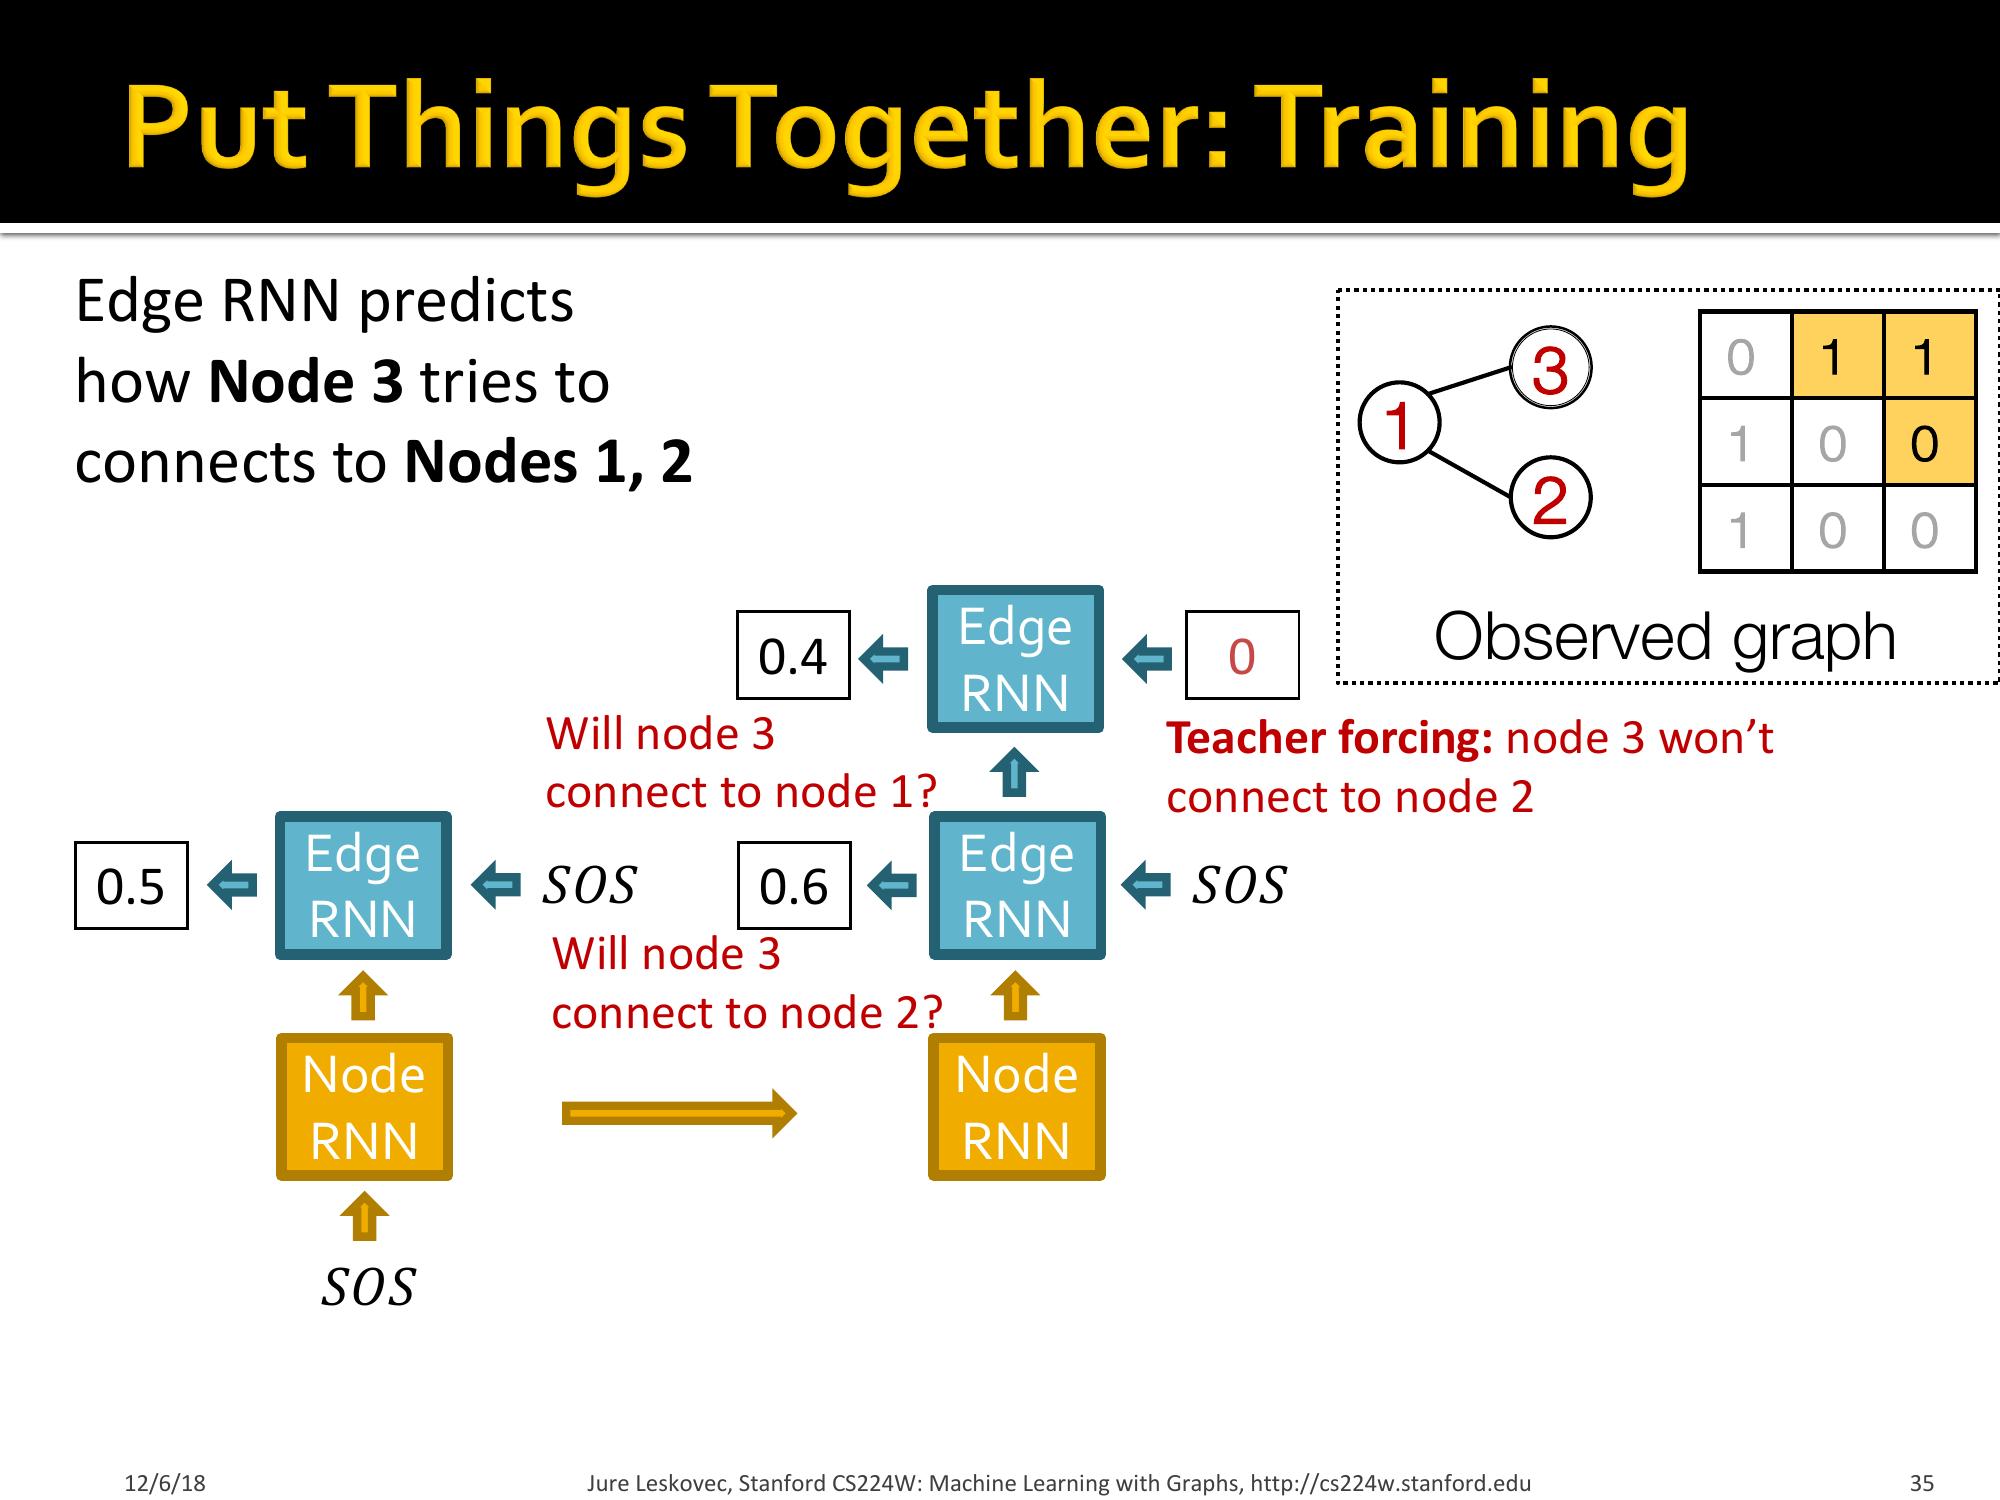 Put Things Together: Training
Edge RNN predicts
how Node 3 tries to
connects to Nodes 1, 2
3
1
2
0 1 1
1 0 0
1 0 0
Observed graph
Edge
RNN
0.4
0
Will node 3
connect to node 1?
Teacher forcing: node 3 won’t
connect to node 2
0.5
Edge
RNN
SOS
0.6
Edge
RNN
SOS
Will node 3
connect to node 2?
Node
RNN
Node
RNN
SOS
12/6/18
Jure Leskovec, Stanford CS224W: Machine Learning with Graphs, http://cs224w.stanford.edu
35